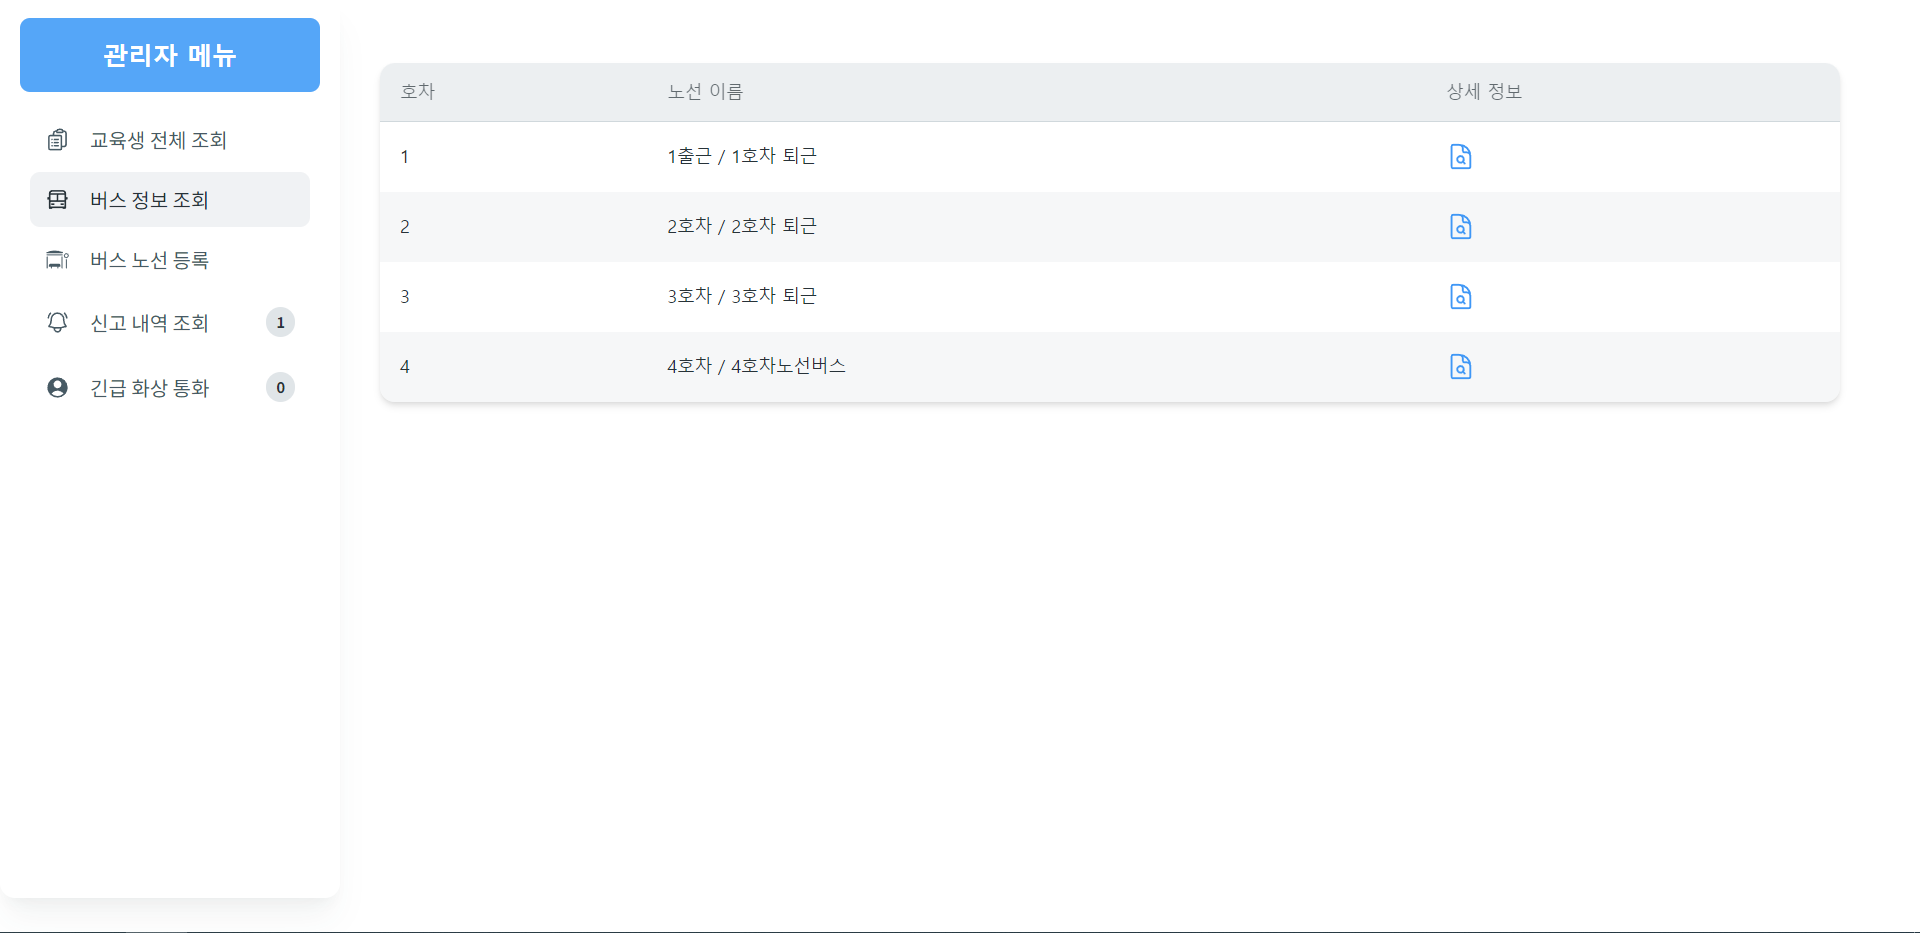 관리자 메뉴
교육생 전체 조회
버스 정보 조회
버스 노선 등록
신고 내역 조회 1
긴급 화상 통화 0
호차 노선 이름 상세 정보
1 1출근 / 1호차 퇴근
2 2호차 / 2호차 퇴근
3 3호차 / 3호차 퇴근
4 4호차 / 4호차노선버스